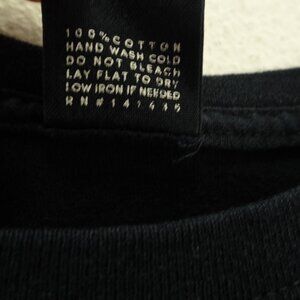 100% COTTON
HAND WASH COLD
DO NOT BLEACH
LAY FLAT TO DRY
LOW IRON IF NEEDED
RN#